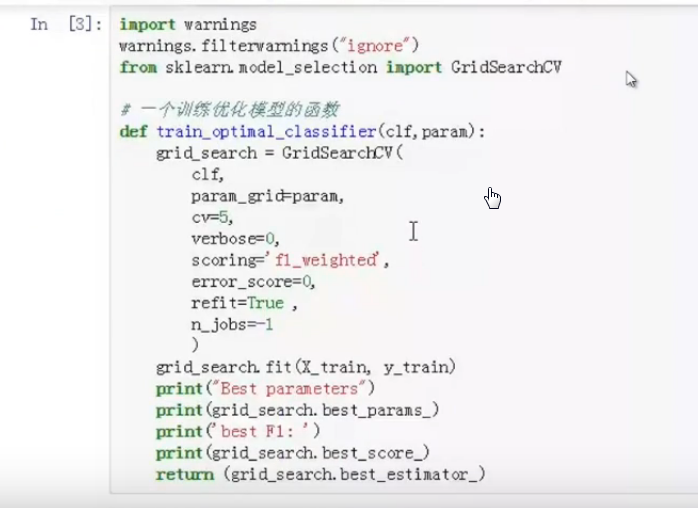 In [3]: import warnings
warnings.filterwarnings("ignore")
from sklearn.model_selection import GridSearchCV
# 一个训练优化模型的函数
def train_optimal_classifier(clf,param):
grid_search = GridSearchCV(
clf,
param_grid=param,
cv=5,
verbose=0,
scoring='f1_weighted',
error_score=0,
refit=True ,
n_jobs=-1
)
grid_search.fit(X_train, y_train)
print("Best parameters")
print(grid_search.best_params_)
print('best F1: ')
print(grid_search.best_score_)
return (grid_search.best_estimator_)